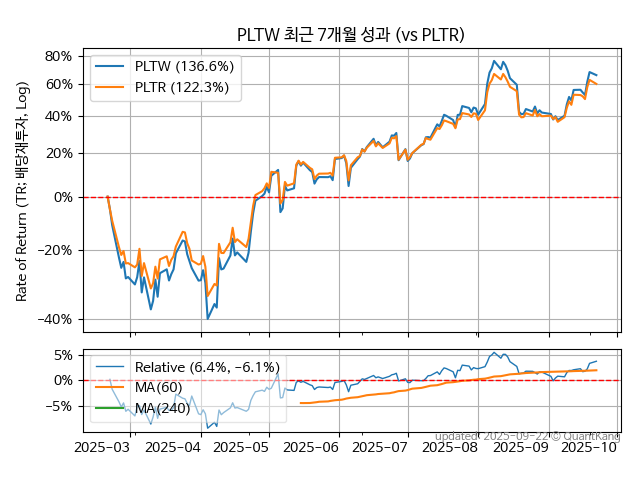 PLTW 최근 7개월 성과 (vs PLTR)
Rate of Return (TR: 배당재투자, Log)
80%
60%
40%
20%
0%
−20%
−40%
PLTW (136.6%)
PLTR (122.3%)
5%
0%
−5%
Relative (6.4%, −6.1%)
MA(60)
MA(240)
updated: 2025-09-22 © QuantKang
2025-03 2025-04 2025-05 2025-06 2025-07 2025-08 2025-09 2025-10